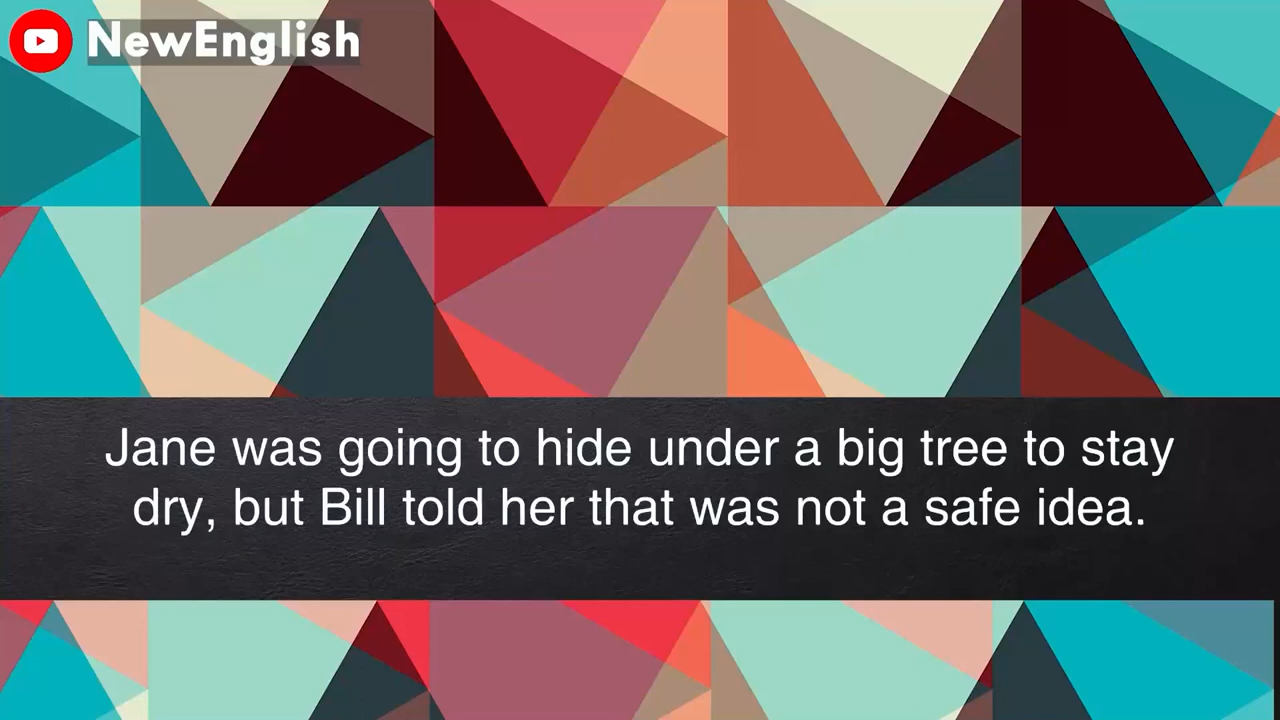 NewEnglish
Jane was going to hide under a big tree to stay
dry, but Bill told her that was not a safe idea.